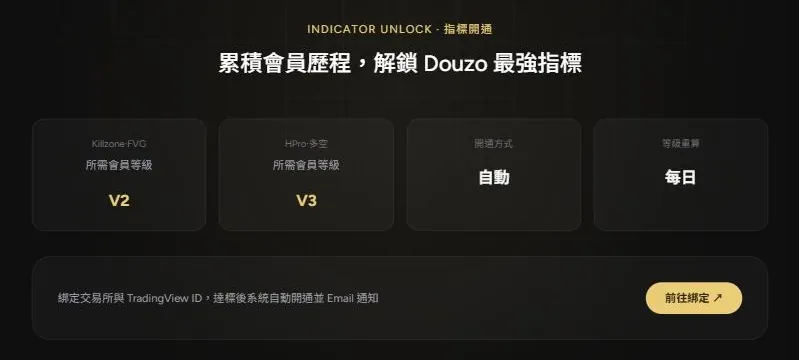 INDICATOR UNLOCK · 指標開通
累積會員歷程，解鎖 Douzo 最強指標
Killzone·FVG
所需會員等級
V2
HPro·多空
所需會員等級
V3
開通方式
自動
等級重算
每日
綁定交易所與 TradingView ID，達標後系統自動開通並 Email 通知
前往綁定 ↗